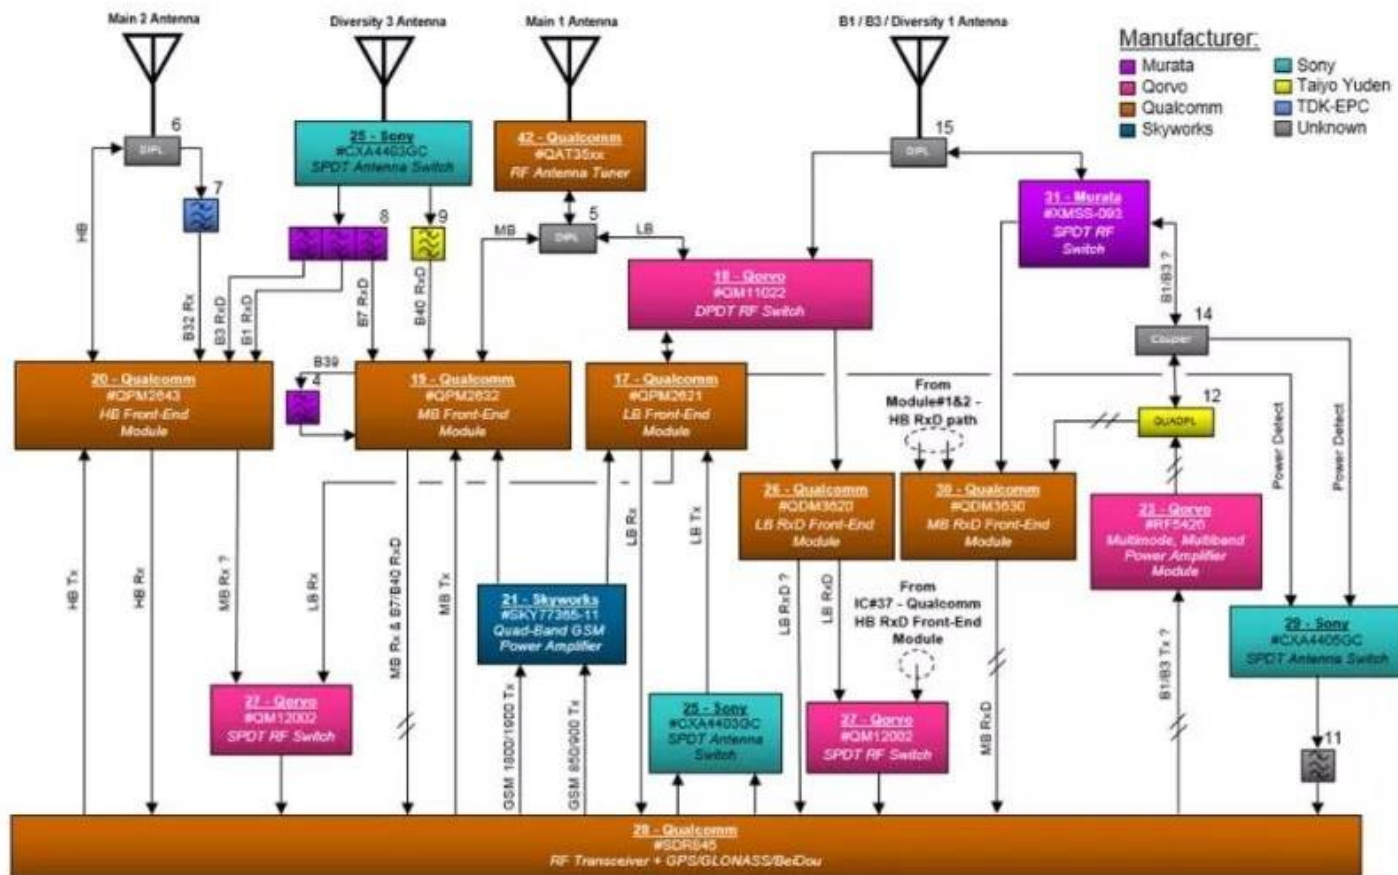 Main 2 Antenna
Diversity 3 Antenna
Main 1 Antenna
B1 / B3 / Diversity 1 Antenna
Manufacturer:
Murata
Qorvo
Qualcomm
Skyworks
Sony
Taiyo Yuden
TDK-EPC
Unknown
6
DIPL
7
HB
B32 Rx
25 - Sony
#CXA4403GC
SPDT Antenna Switch
8
9
B3 RxD
B1 RxD
B7 RxD
B40 RxD
42 - Qualcomm
#QAT35xx
RF Antenna Tuner
5
MB
DIPL
LB
15
DIPL
31 - Murata
#XMSS-093
SPDT RF
Switch
18 - Qorvo
#QM11022
DPDT RF Switch
B1/B3 ?
14
Coupler
20 - Qualcomm
#QPM2643
HB Front-End
Module
B39
4
19 - Qualcomm
#QPM2632
MB Front-End
Module
17 - Qualcomm
#QPM2621
LB Front-End
Module
From
Module#1&2 -
HB RxD path
12
QUADPL
Power Detect
Power Detect
26 - Qualcomm
#QDM3620
LB RxD Front-End
Module
30 - Qualcomm
#QDM3630
MB RxD Front-End
Module
23 - Qorvo
#RF5426
Multimode, Multiband
Power Amplifier
Module
HB Tx
HB Rx
MB Rx ?
LB Rx
MB Rx & B7/B40 RxD
MB Tx
21 - Skyworks
#SKY77365-11
Quad-Band GSM
Power Amplifier
LB Rx
LB Tx
LB RxD ?
LB RxD
From
IC#37 - Qualcomm
HB RxD Front-End
Module
MB RxD
B1/B3 Tx ?
29 - Sony
#CXA4405GC
SPDT Antenna Switch
27 - Qorvo
#QM12002
SPDT RF Switch
GSM 1800/1900 Tx
GSM 850/900 Tx
25 - Sony
#CXA4403GC
SPDT Antenna
Switch
27 - Qorvo
#QM12002
SPDT RF Switch
11
28 - Qualcomm
#SDR845
RF Transceiver + GPS/GLONASS/BeiDou